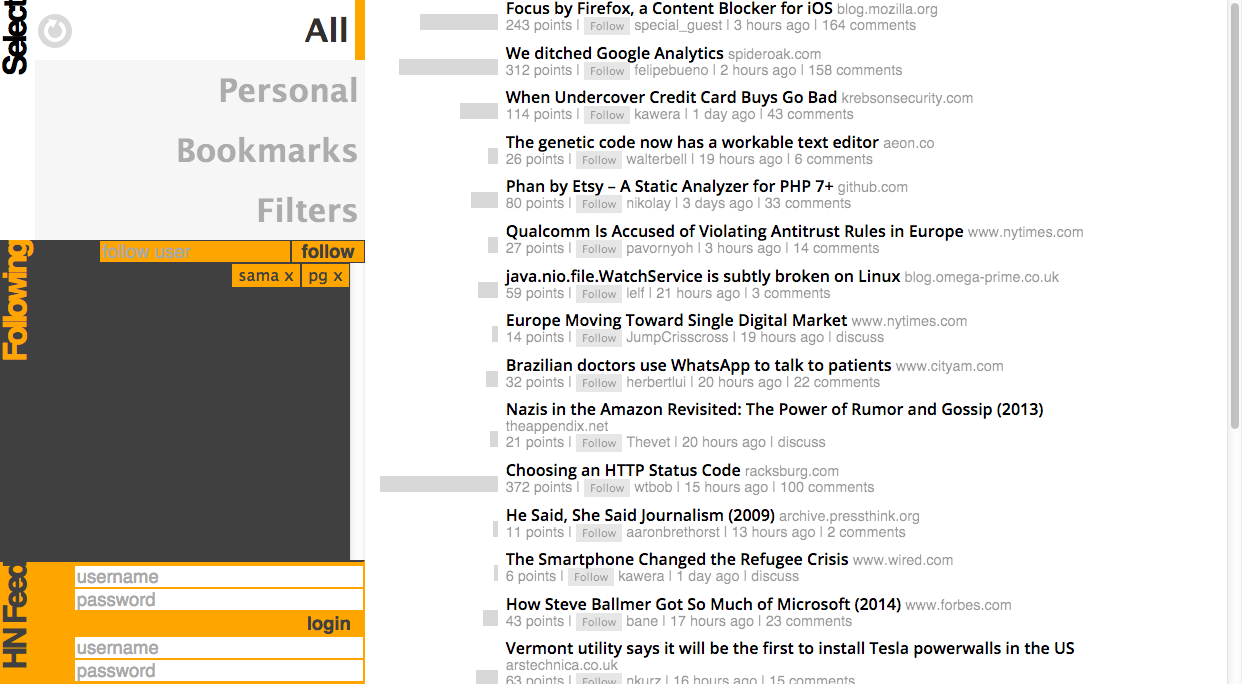 Select
All
Personal
Bookmarks
Filters
Following
follow user
follow
sama x pg x
HN Feed
username
password
login
username
password
Focus by Firefox, a Content Blocker for iOS blog.mozilla.org
243 points | Follow special_guest | 3 hours ago | 164 comments
We ditched Google Analytics spideroak.com
312 points | Follow felipebueno | 2 hours ago | 158 comments
When Undercover Credit Card Buys Go Bad krebsonsecurity.com
114 points | Follow kawera | 1 day ago | 43 comments
The genetic code now has a workable text editor aeon.co
26 points | Follow walterbell | 19 hours ago | 6 comments
Phan by Etsy – A Static Analyzer for PHP 7+ github.com
80 points | Follow nikolay | 3 days ago | 33 comments
Qualcomm Is Accused of Violating Antitrust Rules in Europe www.nytimes.com
27 points | Follow pavornyoh | 3 hours ago | 14 comments
java.nio.file.WatchService is subtly broken on Linux blog.omega-prime.co.uk
59 points | Follow lelf | 21 hours ago | 3 comments
Europe Moving Toward Single Digital Market www.nytimes.com
14 points | Follow JumpCrisscross | 19 hours ago | discuss
Brazilian doctors use WhatsApp to talk to patients www.cityam.com
32 points | Follow herbertlui | 20 hours ago | 22 comments
Nazis in the Amazon Revisited: The Power of Rumor and Gossip (2013)
theappendix.net
21 points | Follow Thevet | 20 hours ago | discuss
Choosing an HTTP Status Code racksburg.com
372 points | Follow wtbob | 15 hours ago | 100 comments
He Said, She Said Journalism (2009) archive.pressthink.org
11 points | Follow aaronbrethorst | 13 hours ago | 2 comments
The Smartphone Changed the Refugee Crisis www.wired.com
6 points | Follow kawera | 1 day ago | discuss
How Steve Ballmer Got So Much of Microsoft (2014) www.forbes.com
43 points | Follow bane | 17 hours ago | 23 comments
Vermont utility says it will be the first to install Tesla powerwalls in the US
arstechnica.co.uk
63 points | Follow nkurz | 16 hours ago | 15 comments